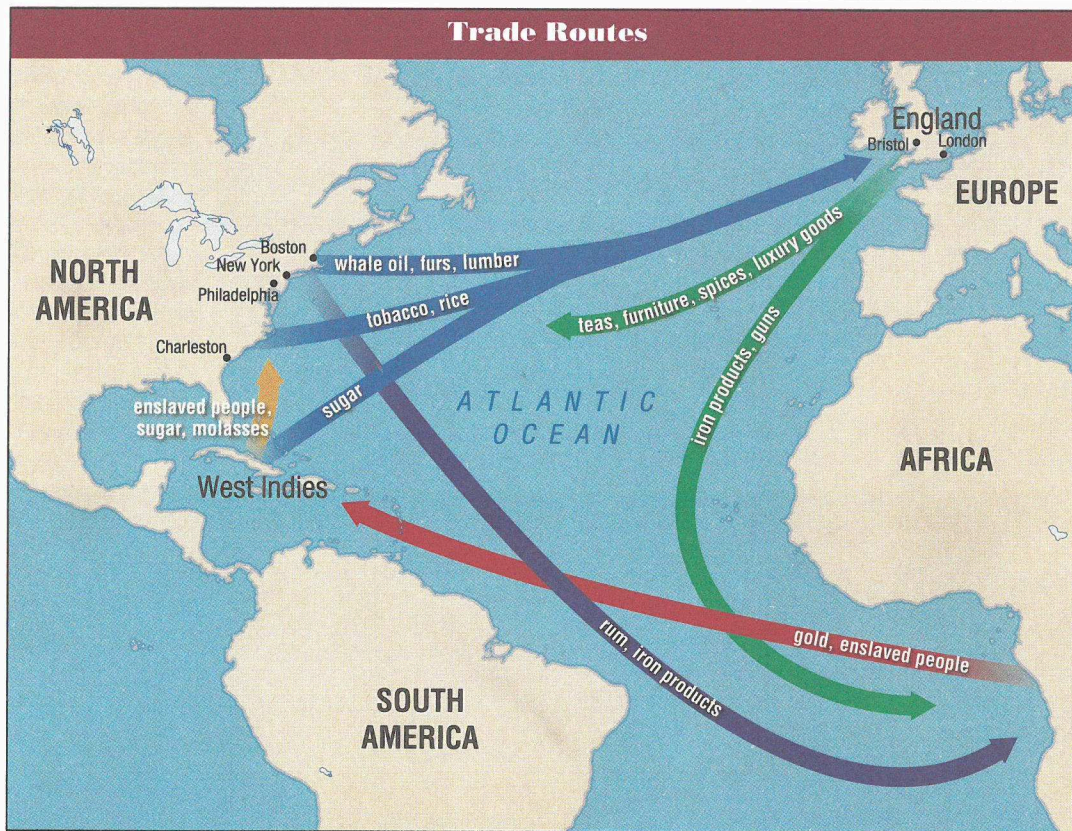 Trade Routes
England
Bristol
London
EUROPE
Boston
New York
Philadelphia
NORTH
AMERICA
whale oil, furs, lumber
tobacco, rice
teas, furniture, spices, luxury goods
iron products, guns
Charleston
sugar
enslaved people,
sugar, molasses
ATLANTIC
OCEAN
AFRICA
West Indies
gold, enslaved people
rum, iron products
SOUTH
AMERICA